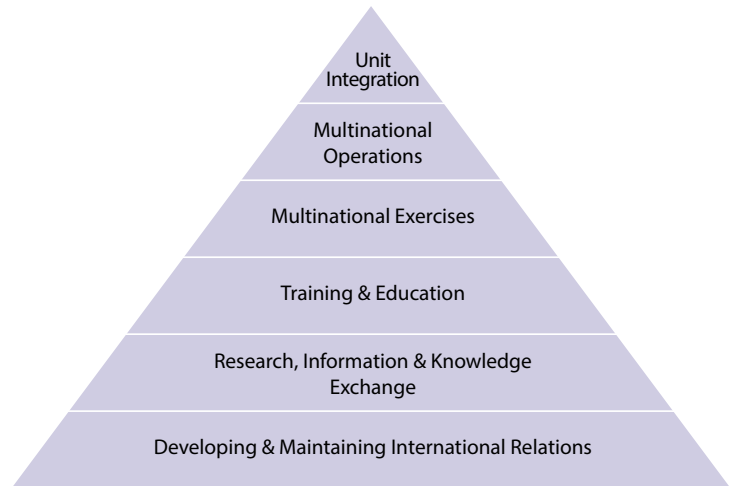 Unit
Integration
Multinational
Operations
Multinational Exercises
Training & Education
Research, Information & Knowledge
Exchange
Developing & Maintaining International Relations